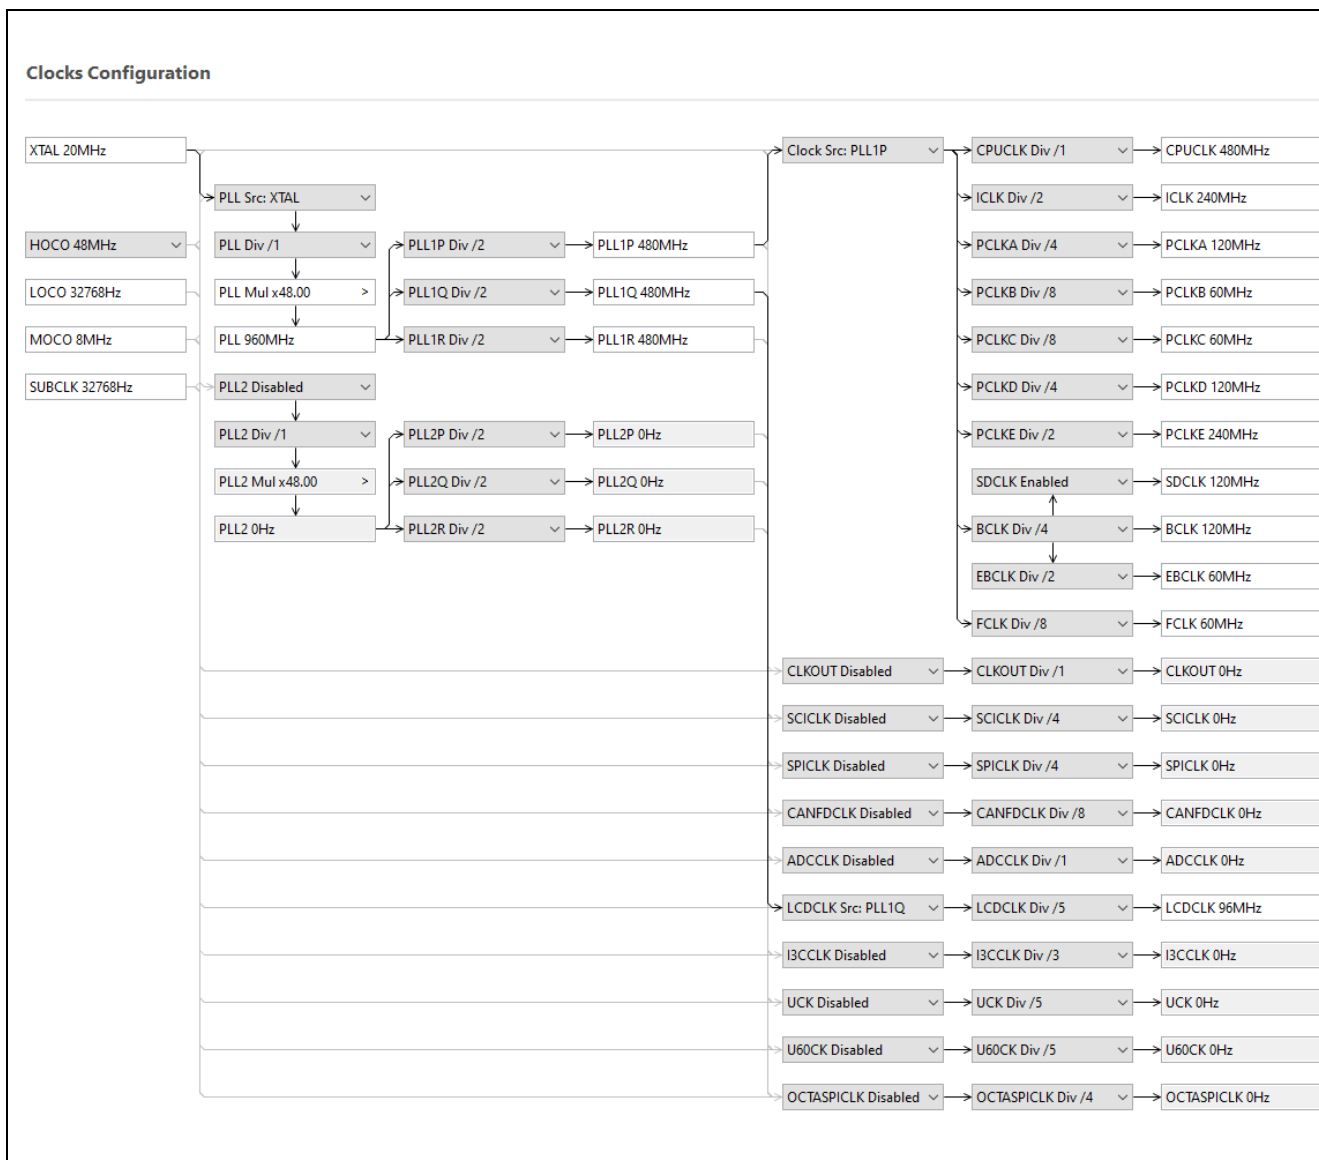 Clocks Configuration
XTAL 20MHz
Clock Src: PLL1P
CPUCLK Div /1
CPUCLK 480MHz
PLL Src: XTAL
ICLK Div /2
ICLK 240MHz
HOCO 48MHz
PLL Div /1
PLL1P Div /2
PLL1P 480MHz
PCLKA Div /4
PCLKA 120MHz
LOCO 32768Hz
PLL Mul x48.00 >
PLL1Q Div /2
PLL1Q 480MHz
PCLKB Div /8
PCLKB 60MHz
MOCO 8MHz
PLL 960MHz
PLL1R Div /2
PLL1R 480MHz
PCLKC Div /8
PCLKC 60MHz
SUBCLK 32768Hz
PLL2 Disabled
PCLKD Div /4
PCLKD 120MHz
PLL2 Div /1
PLL2P Div /2
PLL2P 0Hz
PCLKE Div /2
PCLKE 240MHz
PLL2 Mul x48.00 >
PLL2Q Div /2
PLL2Q 0Hz
SDCLK Enabled
SDCLK 120MHz
PLL2 0Hz
PLL2R Div /2
PLL2R 0Hz
BCLK Div /4
BCLK 120MHz
EBCLK Div /2
EBCLK 60MHz
FCLK Div /8
FCLK 60MHz
CLKOUT Disabled
CLKOUT Div /1
CLKOUT 0Hz
SCICLK Disabled
SCICLK Div /4
SCICLK 0Hz
SPICLK Disabled
SPICLK Div /4
SPICLK 0Hz
CANFDCLK Disabled
CANFDCLK Div /8
CANFDCLK 0Hz
ADCCLK Disabled
ADCCLK Div /1
ADCCLK 0Hz
LCDCLK Src: PLL1Q
LCDCLK Div /5
LCDCLK 96MHz
I3CCLK Disabled
I3CCLK Div /3
I3CCLK 0Hz
UCK Disabled
UCK Div /5
UCK 0Hz
U60CK Disabled
U60CK Div /5
U60CK 0Hz
OCTASPICLK Disabled
OCTASPICLK Div /4
OCTASPICLK 0Hz